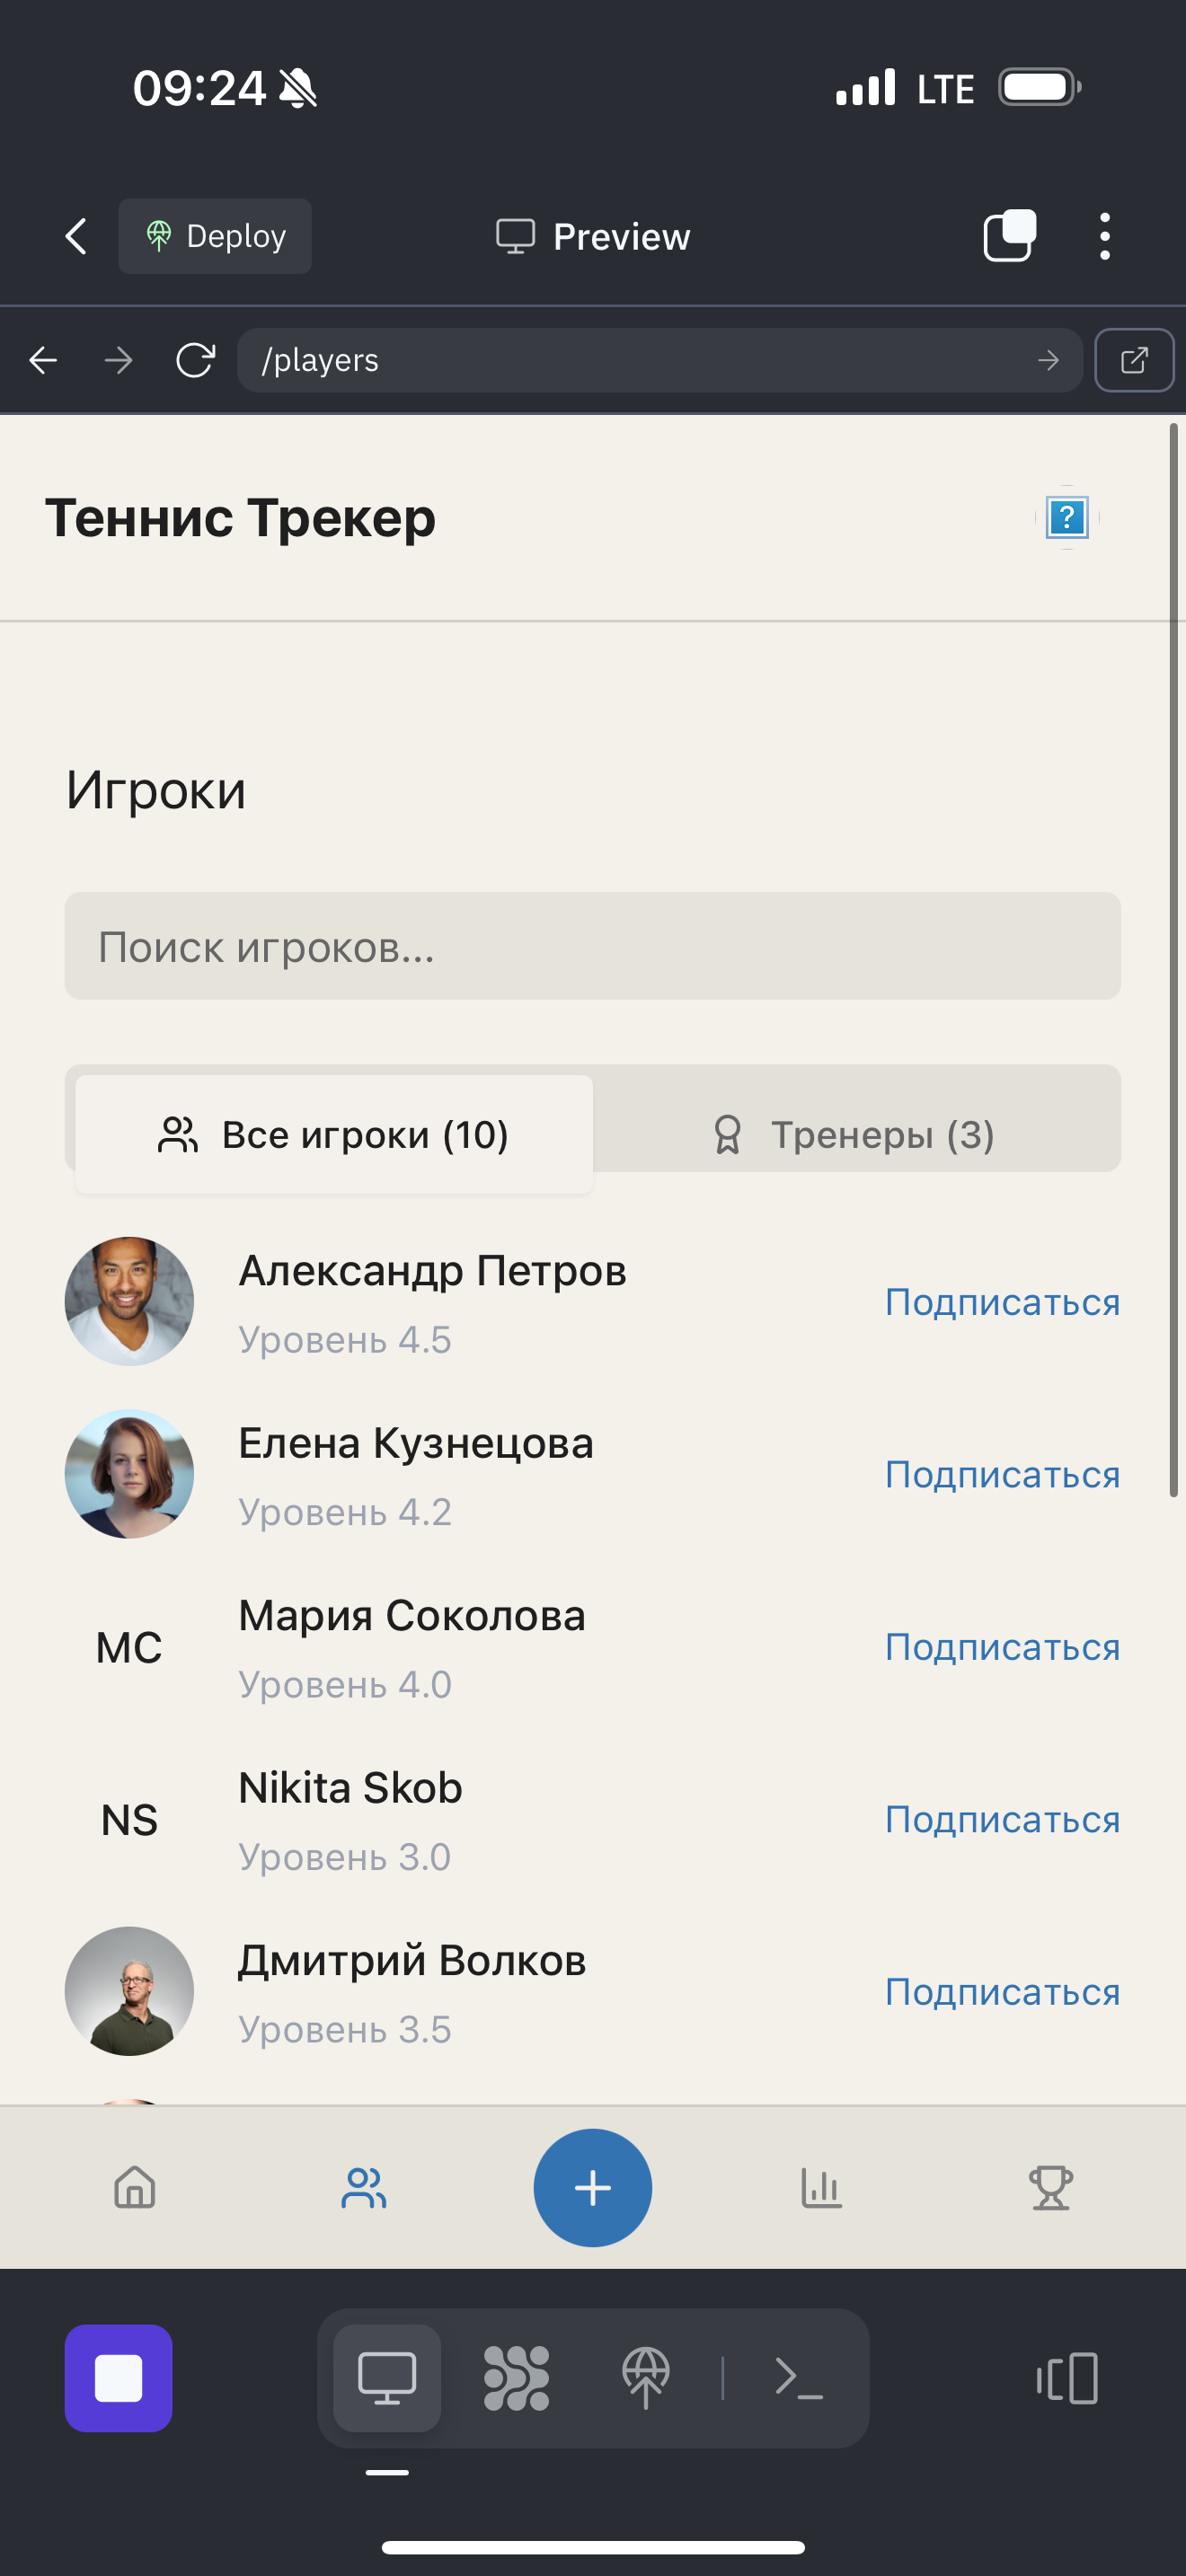 09:24 LTE
Deploy Preview
/players
Теннис Трекер
Игроки
Поиск игроков...
Все игроки (10) Тренеры (3)
Александр Петров
Уровень 4.5
Подписаться
Елена Кузнецова
Уровень 4.2
Подписаться
МС
Мария Соколова
Уровень 4.0
Подписаться
NS
Nikita Skob
Уровень 3.0
Подписаться
Дмитрий Волков
Уровень 3.5
Подписаться